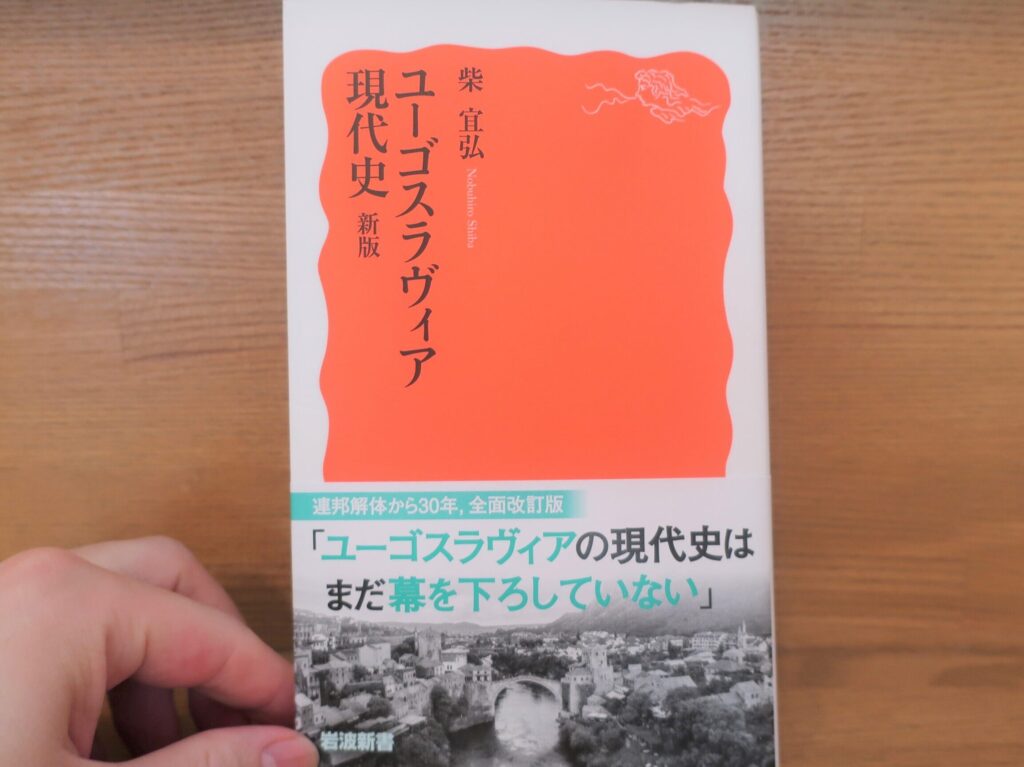 柴 宜弘
Nobuhiro Shiba
ユーゴスラヴィア
現代史 新版
連邦解体から30年, 全面改訂版
「ユーゴスラヴィアの現代史は
まだ幕を下ろしていない」
岩波新書